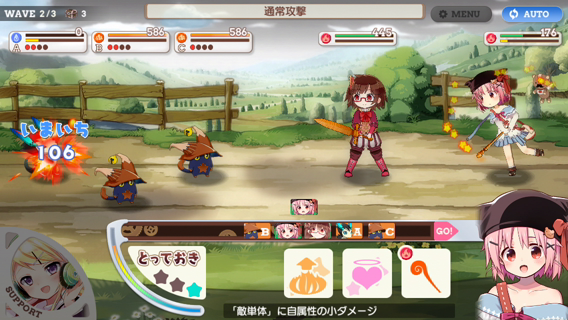 WAVE 2/3 3
通常攻撃
MENU
AUTO
A 0
B 586
C 586
445
176
いまいち
106
B A C GO!
とっておき
SUPPORT
「敵単体」に自属性の小ダメージ